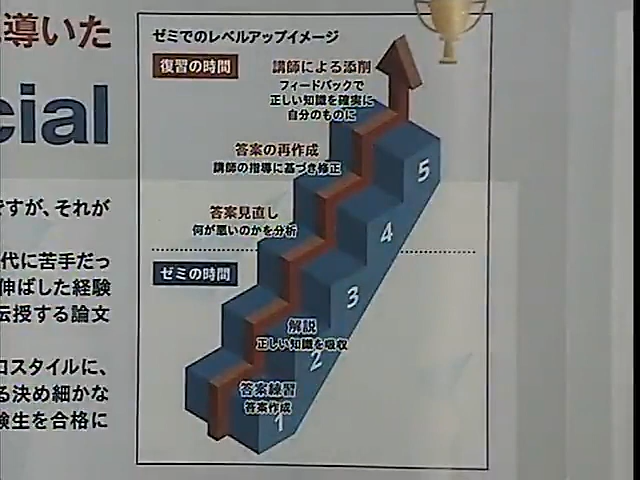 導いた
cial
ですが、それが
代に苦手だっ
伸ばした経験
伝授する論文
ロスタイルに、
る決め細かな
験生を合格に
ゼミでのレベルアップイメージ
復習の時間
講師による添削
フィードバックで
正しい知識を確実に
自分のものに
5
答案の再作成
講師の指導に基づき修正
答案見直し
何が悪いのかを分析
4
ゼミの時間
3
解説
正しい知識を吸収
2
答案練習
答案作成
1